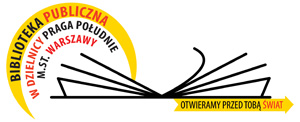 BIBLIOTEKA PUBLICZNA
W DZIELNICY PRAGA POŁUDNIE
M.ST. WARSZAWY
OTWIERAMY PRZED TOBĄ ŚWIAT